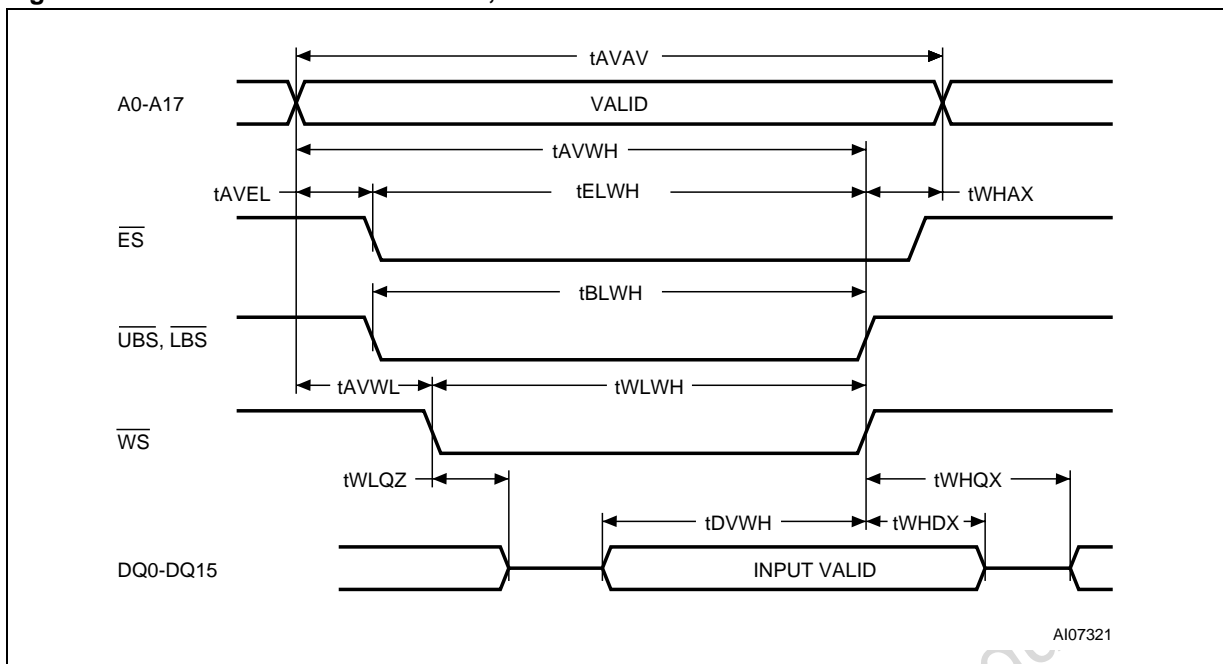 tAVAV
A0-A17 VALID
tAVWH
tAVEL tELWH tWHAX
ES
tBLWH
UBS, LBS
tAVWL tWLWH
WS
tWLQZ tWHQX
tDVWH tWHDX
DQ0-DQ15 INPUT VALID
AI07321